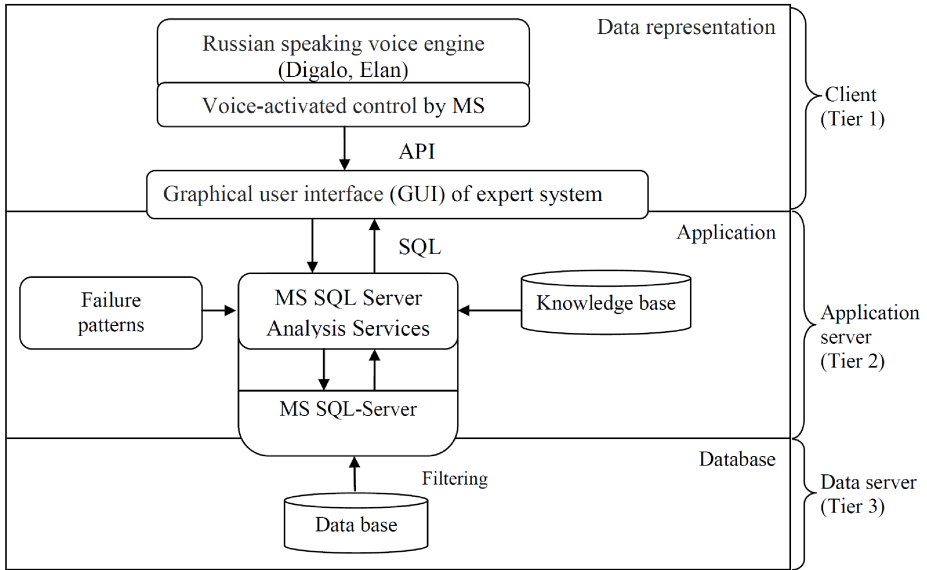 Data representation
Russian speaking voice engine
(Digalo, Elan)
Voice-activated control by MS
Client
(Tier 1)
API
Graphical user interface (GUI) of expert system
Application
SQL
Failure
patterns
MS SQL Server
Analysis Services
Knowledge base
Application
server
(Tier 2)
MS SQL-Server
Database
Filtering
Data server
(Tier 3)
Data base